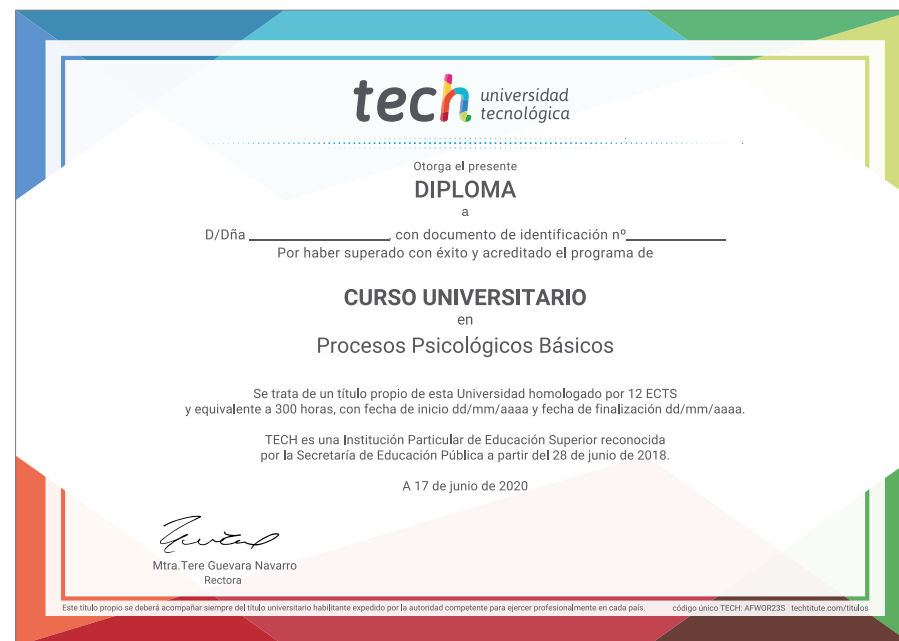 tech universidad
tecnológica
Otorga el presente
DIPLOMA
a
D/Dña ____________, con documento de identificación nº____________
Por haber superado con éxito y acreditado el programa de
CURSO UNIVERSITARIO
en
Procesos Psicológicos Básicos
Se trata de un título propio de esta Universidad homologado por 12 ECTS
y equivalente a 300 horas, con fecha de inicio dd/mm/aaaa y fecha de finalización dd/mm/aaaa.
TECH es una Institución Particular de Educación Superior reconocida
por la Secretaría de Educación Pública a partir del 28 de junio de 2018.
A 17 de junio de 2020
Mtra.Tere Guevara Navarro
Rectora
Este título propio se deberá acompañar siempre del título universitario habilitante expedido por la autoridad competente para ejercer profesionalmente en cada país. código único TECH: AFWOR23S techtitute.com/titulos